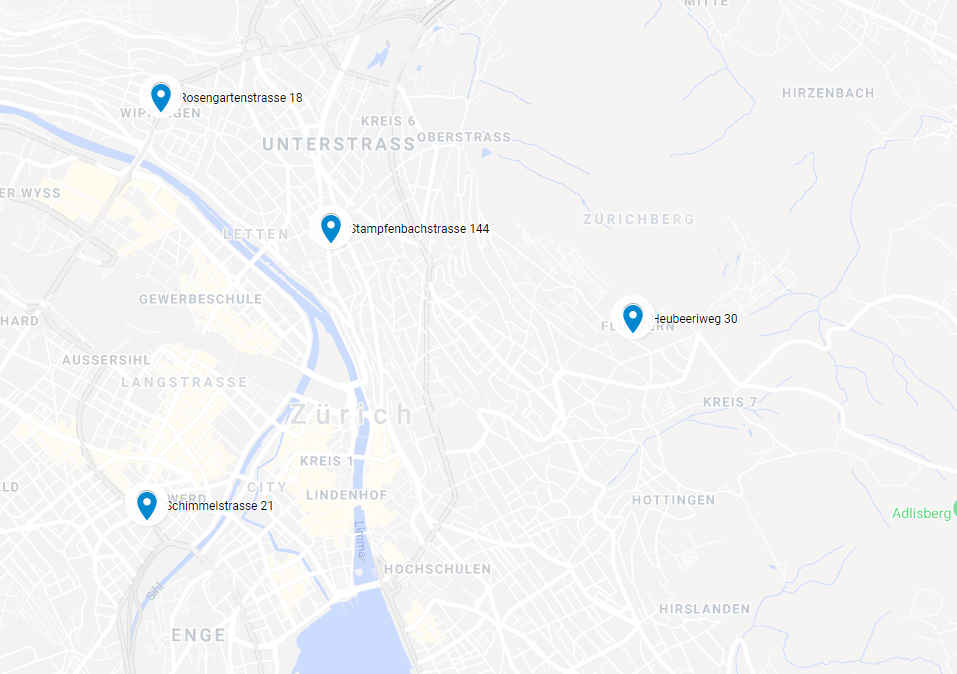 MITTE
HIRZENBACH
Rosengartenstrasse 18
KREIS 6
OBERSTRASS
UNTERSTRASS
ER WYSS
ZÜRICHBERG
Stampfenbachstrasse 144
LETTEN
GEWERBESCHULE
HARD
Heubeeriweg 30
AUSSERSIHL
LANGSTRASSE
KREIS 7
Zürich
KREIS 1
CITY
ELD
WERD
LINDENHOF
HOTTINGEN
Schimmelstrasse 21
Adlisberg
Limmat
HOCHSCHULEN
Sihl
HIRSLANDEN
ENGE